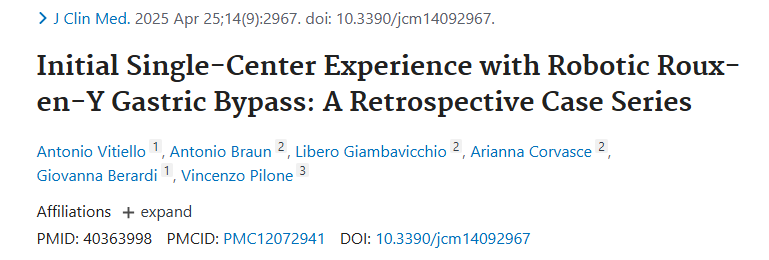 J Clin Med. 2025 Apr 25;14(9):2967. doi: 10.3390/jcm14092967.
Initial Single-Center Experience with Robotic Roux-
en-Y Gastric Bypass: A Retrospective Case Series
Antonio Vitiello 1, Antonio Braun 2, Libero Giambavicchio 2, Arianna Corvasce 2,
Giovanna Berardi 1, Vincenzo Pilone 3
Affiliations + expand
PMID: 40363998 PMCID: PMC12072941 DOI: 10.3390/jcm14092967